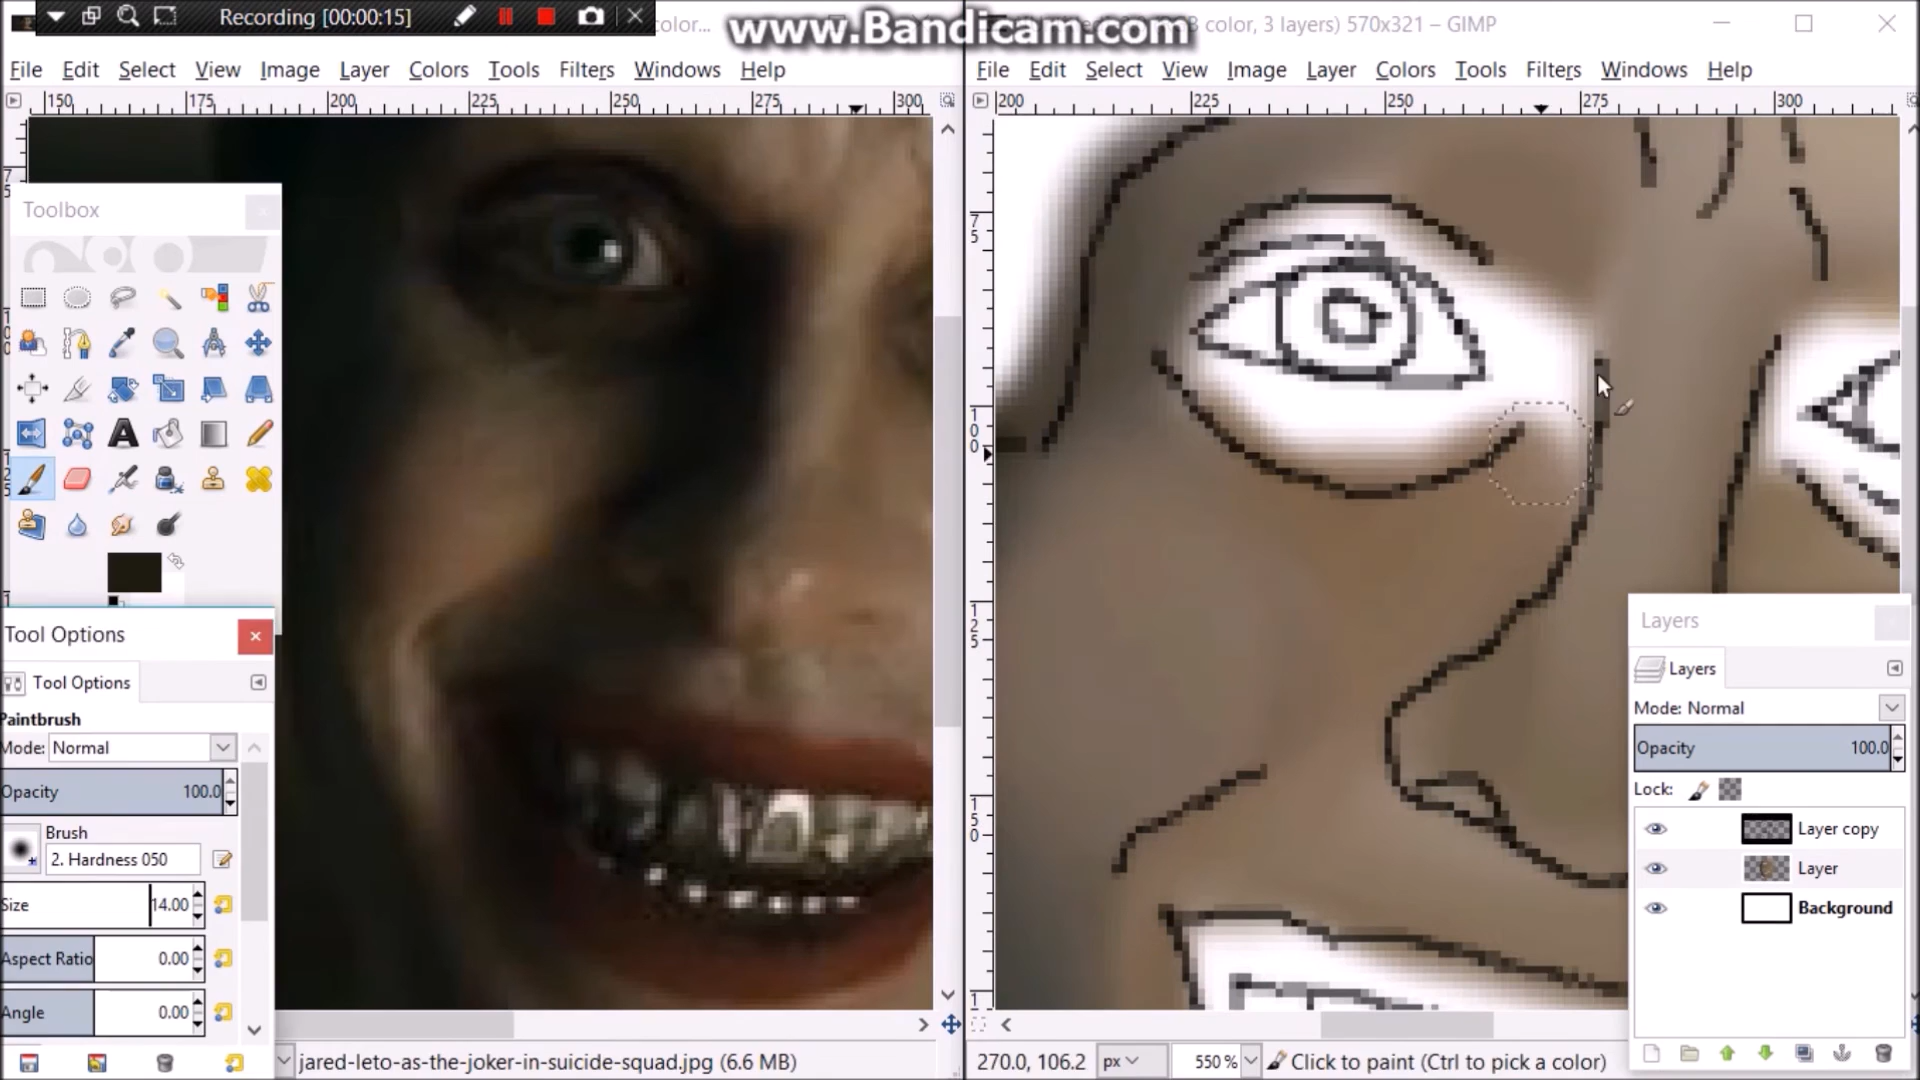 Recording [00:00:15]
color...
www.Bandicam.com
B color, 3 layers) 570x321 – GIMP
File Edit Select View Image Layer Colors Tools Filters Windows Help
File Edit Select View Image Layer Colors Tools Filters Windows Help
150 175 200 225 250 275 300
200 225 250 275 300
75
100
125
150
Toolbox
Tool Options
Tool Options
Paintbrush
Mode: Normal
Opacity 100.0
Brush
2. Hardness 050
Size 14.00
Aspect Ratio 0.00
Angle 0.00
Layers
Layers
Mode: Normal
Opacity 100.0
Lock:
Layer copy
Layer
Background
jared-leto-as-the-joker-in-suicide-squad.jpg (6.6 MB)
270.0, 106.2 px 550 % Click to paint (Ctrl to pick a color)